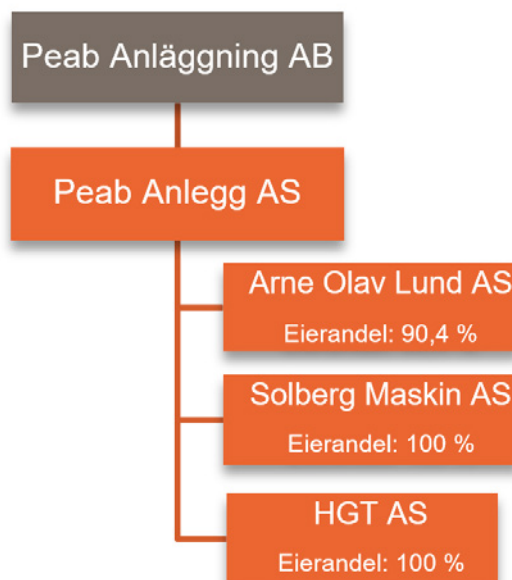 Peab Anläggning AB
Peab Anlegg AS
Arne Olav Lund AS
Eierandel: 90,4 %
Solberg Maskin AS
Eierandel: 100 %
HGT AS
Eierandel: 100 %